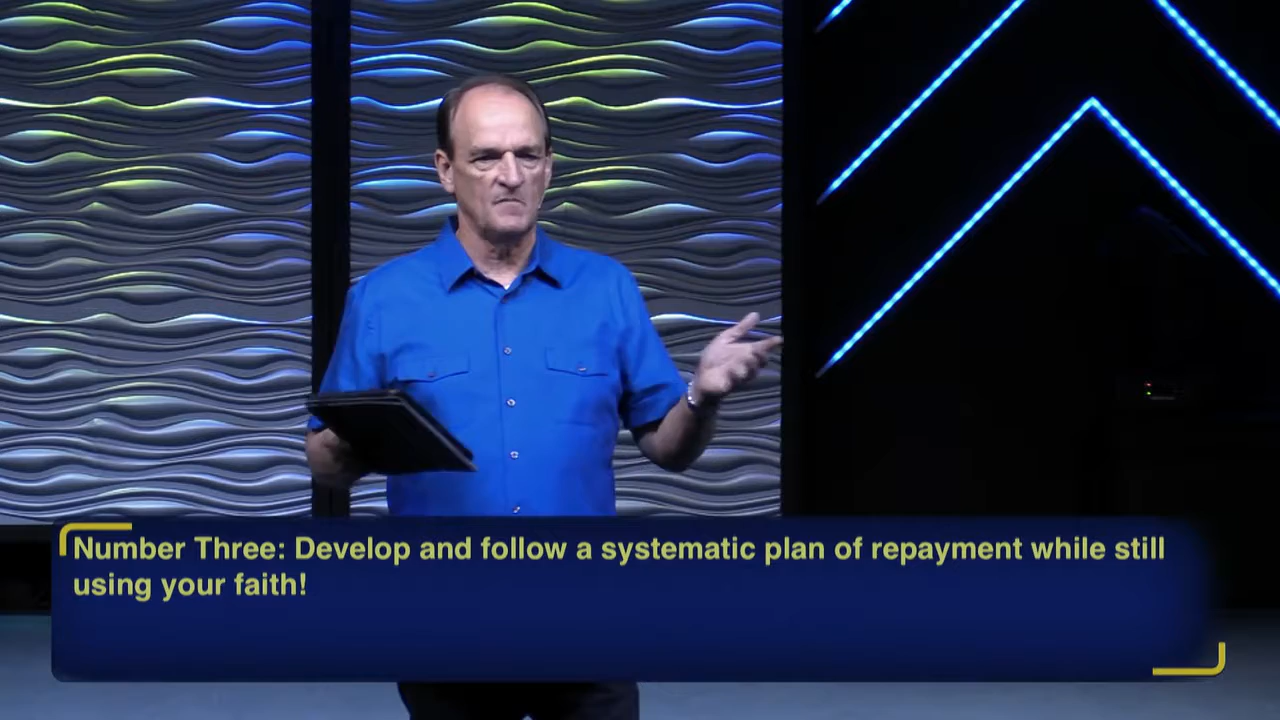 Number Three: Develop and follow a systematic plan of repayment while still
using your faith!